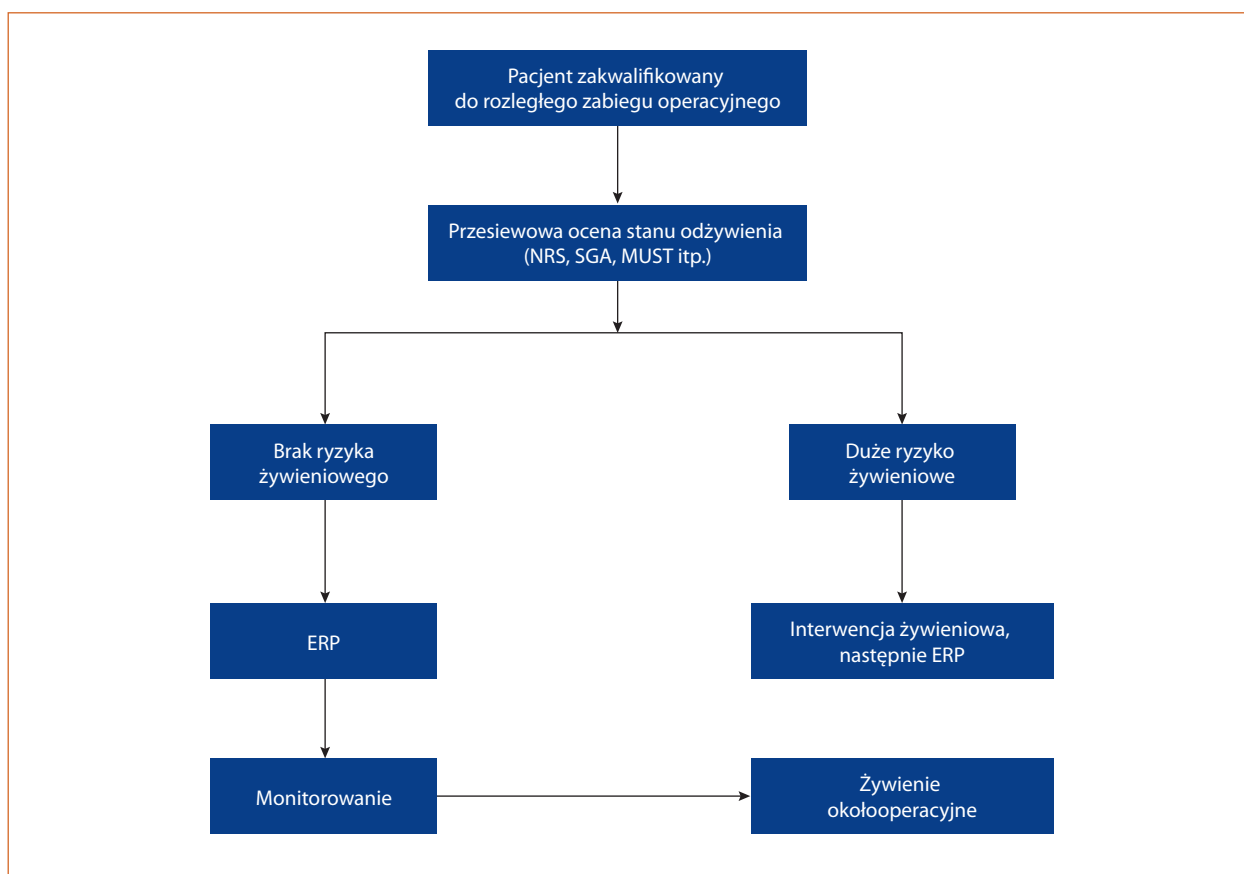 Pacjent zakwalifikowany
do rozległego zabiegu operacyjnego
Przesiewowa ocena stanu odżywienia
(NRS, SGA, MUST itp.)
Brak ryzyka
żywieniowego
Duże ryzyko
żywieniowe
ERP
Interwencja żywieniowa,
następnie ERP
Monitorowanie
Żywienie
okołooperacyjne